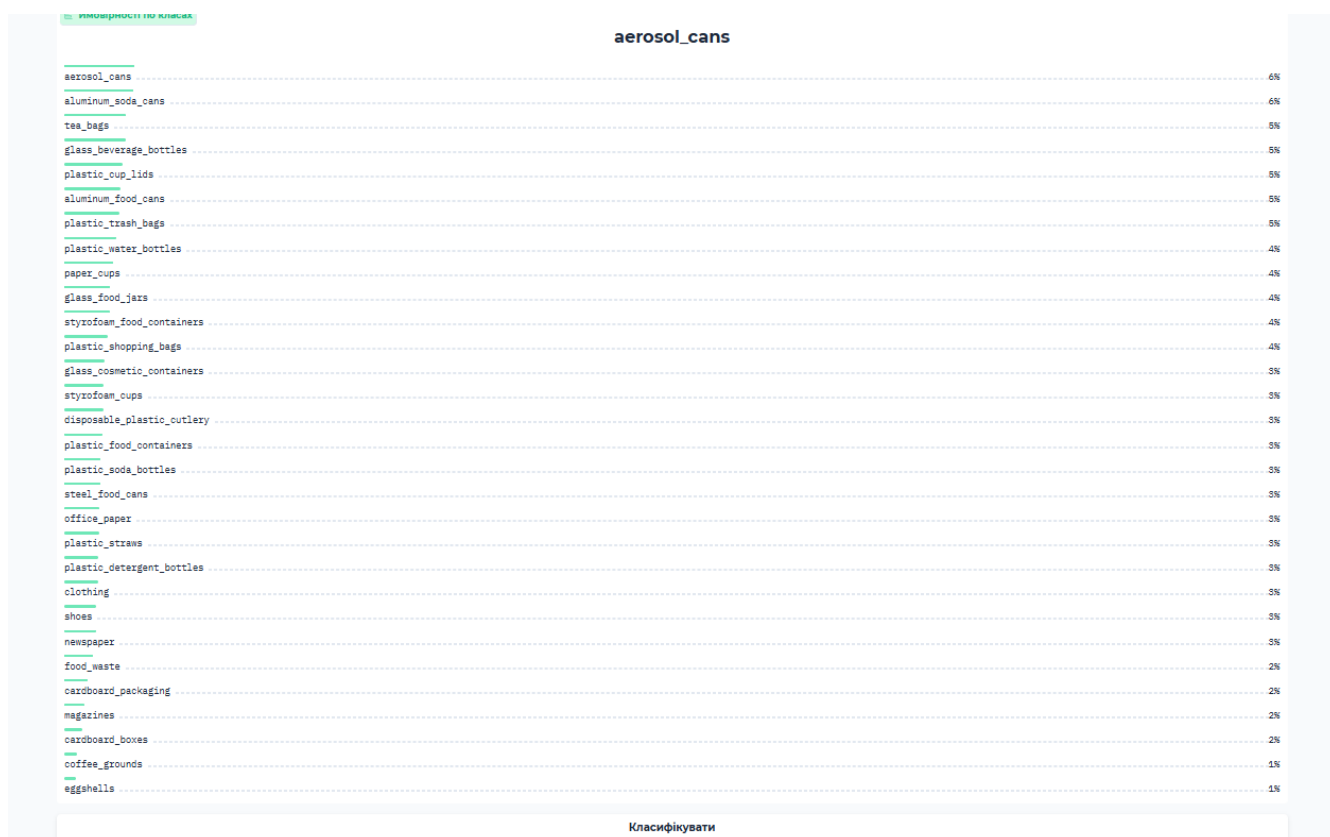 Ймовірності по класах
aerosol_cans
aerosol_cans 6%
aluminum_soda_cans 6%
tea_bags 5%
glass_beverage_bottles 5%
plastic_cup_lids 5%
aluminum_food_cans 5%
plastic_trash_bags 5%
plastic_water_bottles 4%
paper_cups 4%
glass_food_jars 4%
styrofoam_food_containers 4%
plastic_shopping_bags 4%
glass_cosmetic_containers 3%
styrofoam_cups 3%
disposable_plastic_cutlery 3%
plastic_food_containers 3%
plastic_soda_bottles 3%
steel_food_cans 3%
office_paper 3%
plastic_straws 3%
plastic_detergent_bottles 3%
clothing 3%
shoes 3%
newspaper 3%
food_waste 2%
cardboard_packaging 2%
magazines 2%
cardboard_boxes 2%
coffee_grounds 1%
eggshells 1%
Класифікувати